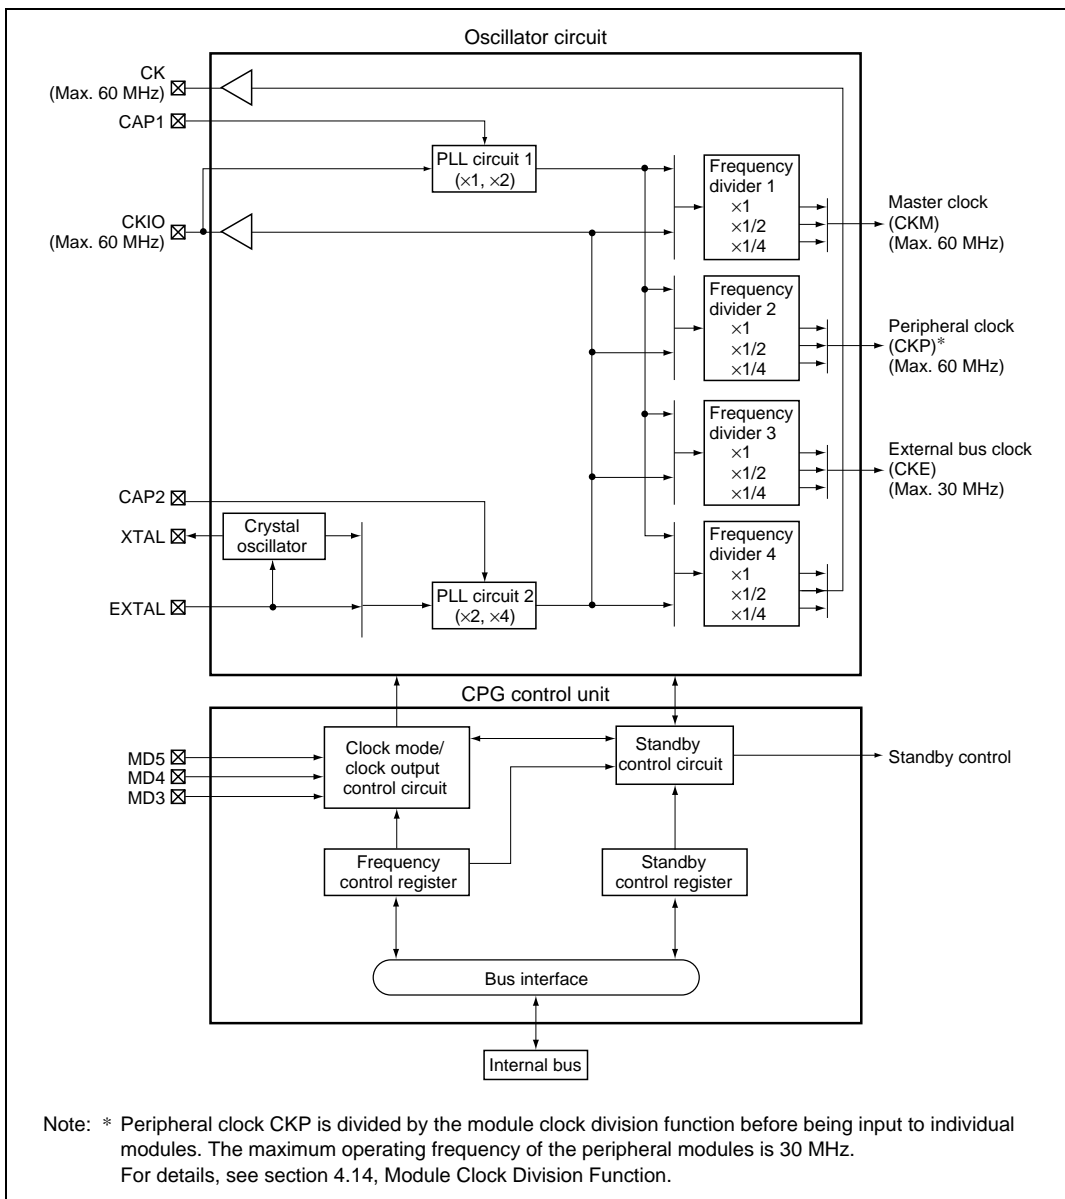 Oscillator circuit
CK
(Max. 60 MHz)
CAP1
PLL circuit 1
(×1, ×2)
CKIO
(Max. 60 MHz)
Frequency
divider 1
×1
×1/2
×1/4
Master clock
(CKM)
(Max. 60 MHz)
Frequency
divider 2
×1
×1/2
×1/4
Peripheral clock
(CKP)*
(Max. 60 MHz)
Frequency
divider 3
×1
×1/2
×1/4
External bus clock
(CKE)
(Max. 30 MHz)
CAP2
XTAL
Crystal
oscillator
EXTAL
PLL circuit 2
(×2, ×4)
Frequency
divider 4
×1
×1/2
×1/4
CPG control unit
MD5
MD4
MD3
Clock mode/
clock output
control circuit
Standby
control circuit
Standby control
Frequency
control register
Standby
control register
Bus interface
Internal bus
Note: * Peripheral clock CKP is divided by the module clock division function before being input to individual
modules. The maximum operating frequency of the peripheral modules is 30 MHz.
For details, see section 4.14, Module Clock Division Function.